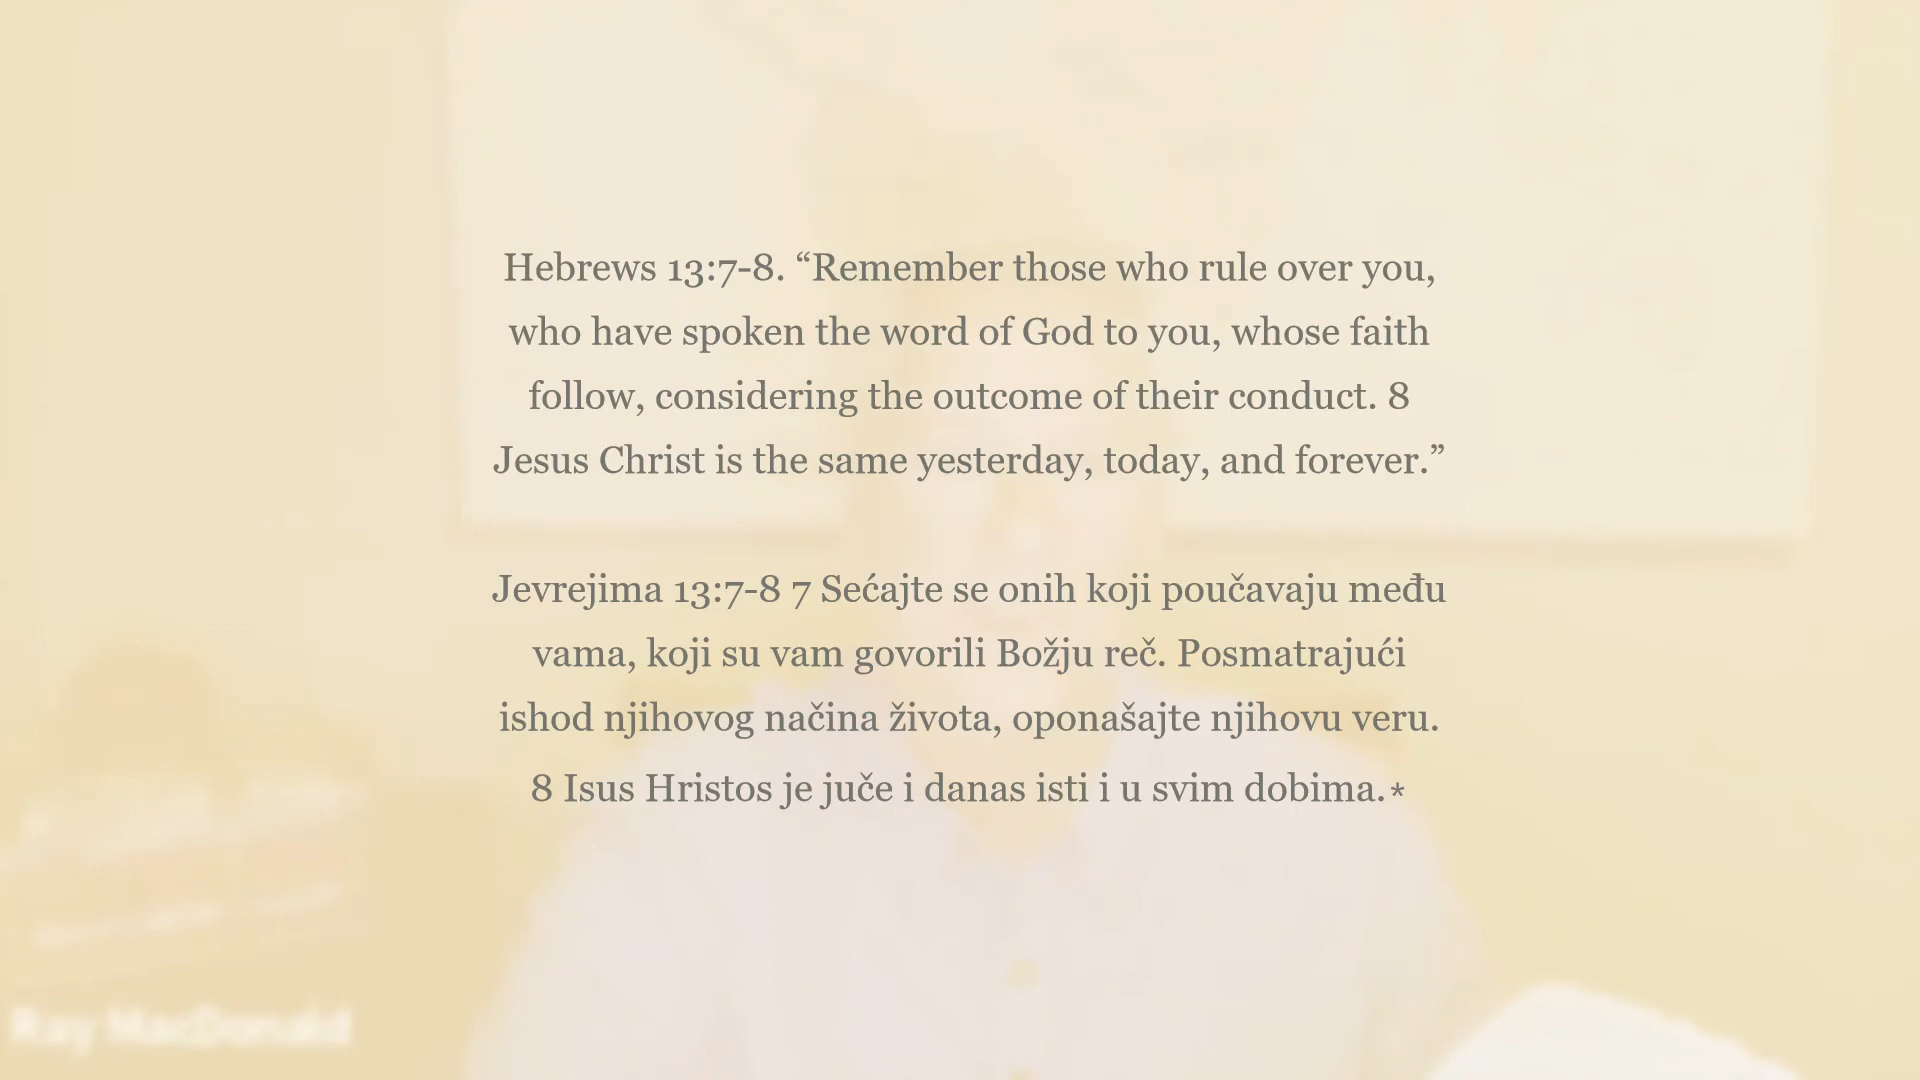 Hebrews 13:7-8. “Remember those who rule over you,
who have spoken the word of God to you, whose faith
follow, considering the outcome of their conduct. 8
Jesus Christ is the same yesterday, today, and forever.”
Jevrejima 13:7-8 7 Sećajte se onih koji poučavaju među
vama, koji su vam govorili Božju reč. Posmatrajući
ishod njihovog načina života, oponašajte njihovu veru.
8 Isus Hristos je juče i danas isti i u svim dobima.*
Ray MacDonald